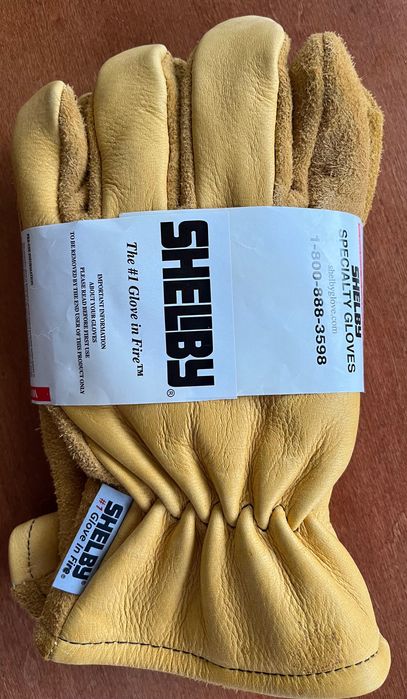 SHELBY®
The #1 Glove in Fire™
IMPORTANT INFORMATION
ABOUT YOUR GLOVES
PLEASE READ BEFORE FIRST USE
TO BE REMOVED BY THE END USER OF THIS PRODUCT ONLY
SHELBY
SPECIALTY GLOVES
shelbyglove.com
1-800-888-3598
SHELBY®
#1 Glove In Fire®